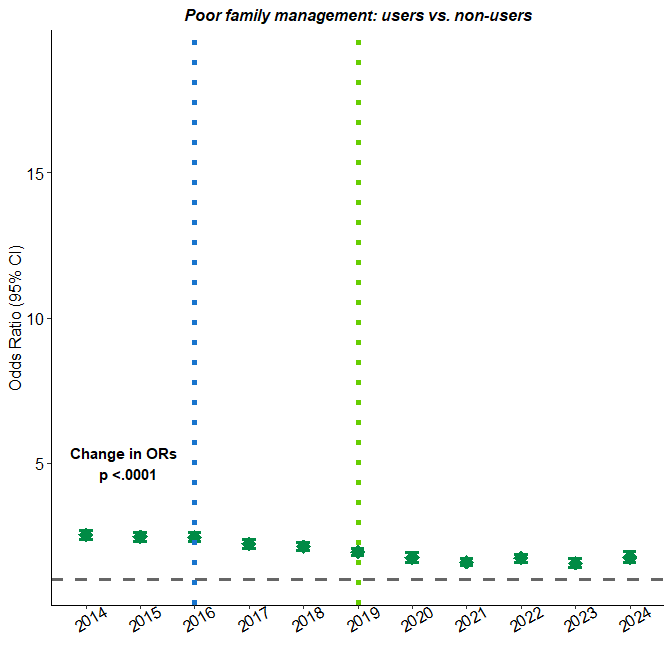 Poor family management: users vs. non-users
Odds Ratio (95% CI)
15
10
5
Change in ORs
p <.0001
2014 2015 2016 2017 2018 2019 2020 2021 2022 2023 2024